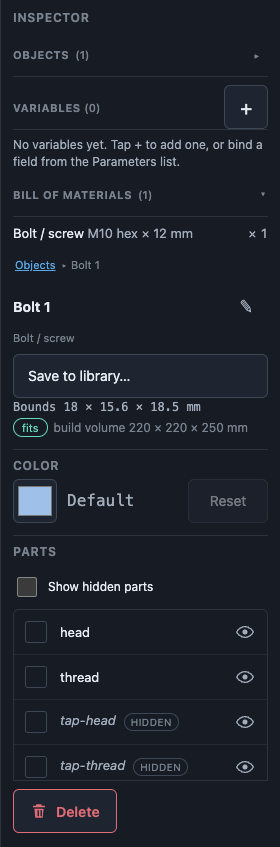 INSPECTOR
OBJECTS (1)
VARIABLES (0)
+
No variables yet. Tap + to add one, or bind a
field from the Parameters list.
BILL OF MATERIALS (1)
Bolt / screw M10 hex × 12 mm × 1
Objects ▸ Bolt 1
Bolt 1
Bolt / screw
Save to library...
Bounds 18 × 15.6 × 18.5 mm
fits build volume 220 × 220 × 250 mm
COLOR
Default Reset
PARTS
Show hidden parts
head
thread
tap-head HIDDEN
tap-thread HIDDEN
Delete